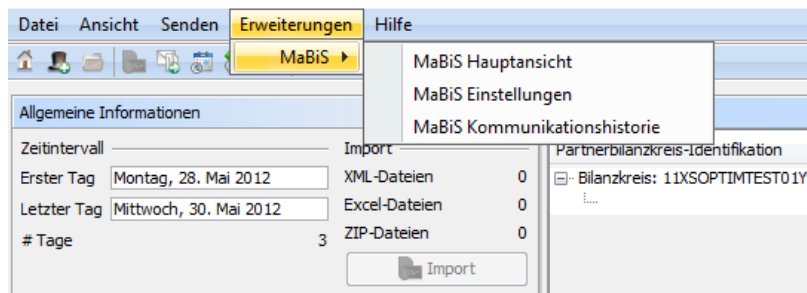 Datei Ansicht Senden Erweiterungen Hilfe
MaBiS
MaBiS Hauptansicht
MaBiS Einstellungen
MaBiS Kommunikationshistorie
Allgemeine Informationen
Zeitintervall
Erster Tag Montag, 28. Mai 2012
Letzter Tag Mittwoch, 30. Mai 2012
# Tage 3
Import
XML-Dateien 0
Excel-Dateien 0
ZIP-Dateien 0
Import
Partnerbilanzkreis-Identifikation
Bilanzkreis: 11XSOPTIMTEST01Y